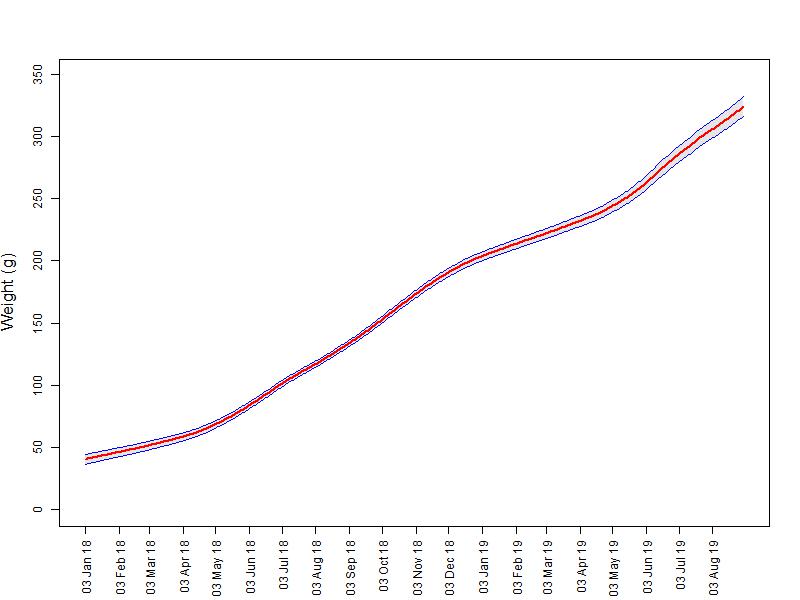 350
300
250
200
150
100
50
0
Weight (g)
03 Jan 18
03 Feb 18
03 Mar 18
03 Apr 18
03 May 18
03 Jun 18
03 Jul 18
03 Aug 18
03 Sep 18
03 Oct 18
03 Nov 18
03 Dec 18
03 Jan 19
03 Feb 19
03 Mar 19
03 Apr 19
03 May 19
03 Jun 19
03 Jul 19
03 Aug 19